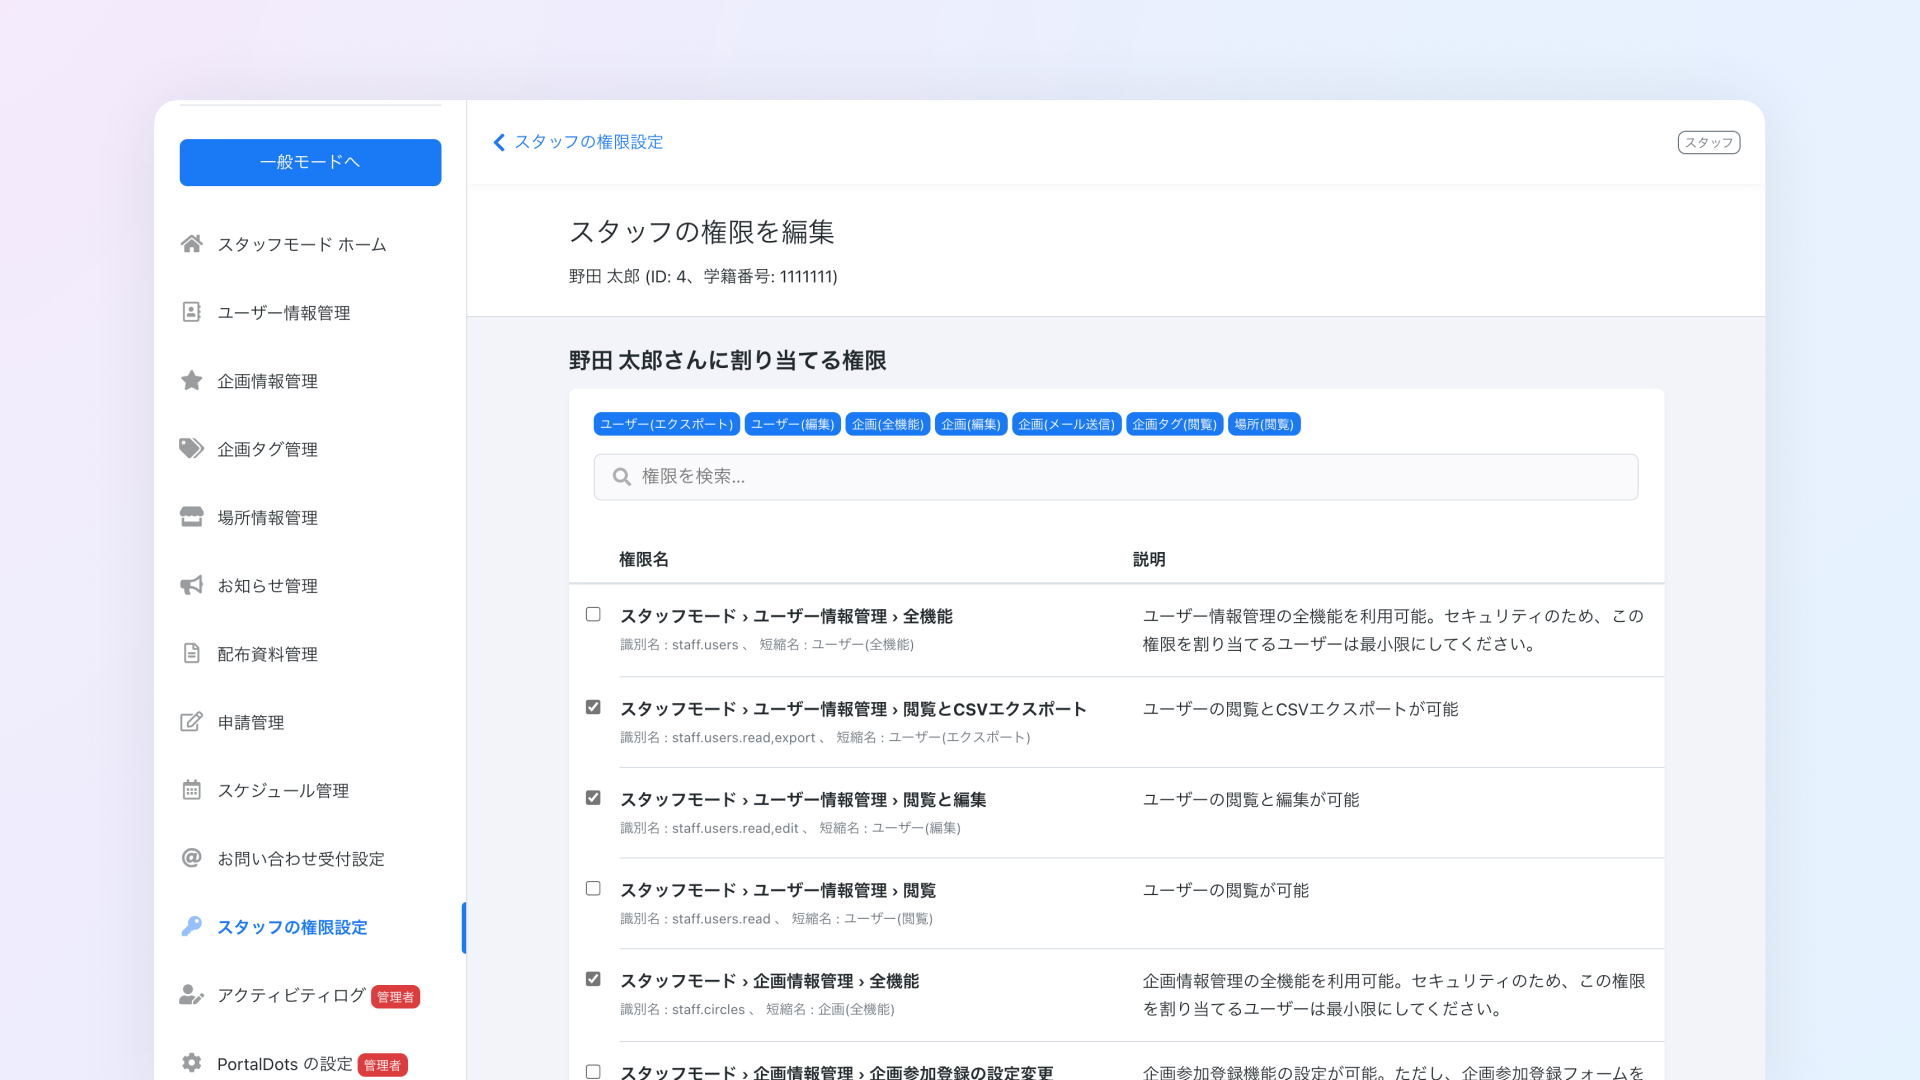 一般モードへ
スタッフモード ホーム
ユーザー情報管理
企画情報管理
企画タグ管理
場所情報管理
お知らせ管理
配布資料管理
申請管理
スケジュール管理
お問い合わせ受付設定
スタッフの権限設定
アクティビティログ 管理者
PortalDots の設定 管理者
スタッフの権限設定
スタッフ
スタッフの権限を編集
野田 太郎 (ID: 4、学籍番号: 1111111)
野田 太郎さんに割り当てる権限
ユーザー(エクスポート) ユーザー(編集) 企画(全機能) 企画(編集) 企画(メール送信) 企画タグ(閲覧) 場所(閲覧)
権限を検索...
権限名 説明
スタッフモード › ユーザー情報管理 › 全機能
識別名 : staff.users 、 短縮名 : ユーザー(全機能)
ユーザー情報管理の全機能を利用可能。セキュリティのため、この
権限を割り当てるユーザーは最小限にしてください。
スタッフモード › ユーザー情報管理 › 閲覧とCSVエクスポート
識別名 : staff.users.read,export 、 短縮名 : ユーザー(エクスポート)
ユーザーの閲覧とCSVエクスポートが可能
スタッフモード › ユーザー情報管理 › 閲覧と編集
識別名 : staff.users.read,edit 、 短縮名 : ユーザー(編集)
ユーザーの閲覧と編集が可能
スタッフモード › ユーザー情報管理 › 閲覧
識別名 : staff.users.read 、 短縮名 : ユーザー(閲覧)
ユーザーの閲覧が可能
スタッフモード › 企画情報管理 › 全機能
識別名 : staff.circles 、 短縮名 : 企画(全機能)
企画情報管理の全機能を利用可能。セキュリティのため、この権限
を割り当てるユーザーは最小限にしてください。
スタッフモード › 企画情報管理 › 企画参加登録の設定変更
企画参加登録機能の設定が可能。ただし、企画参加登録フォームを